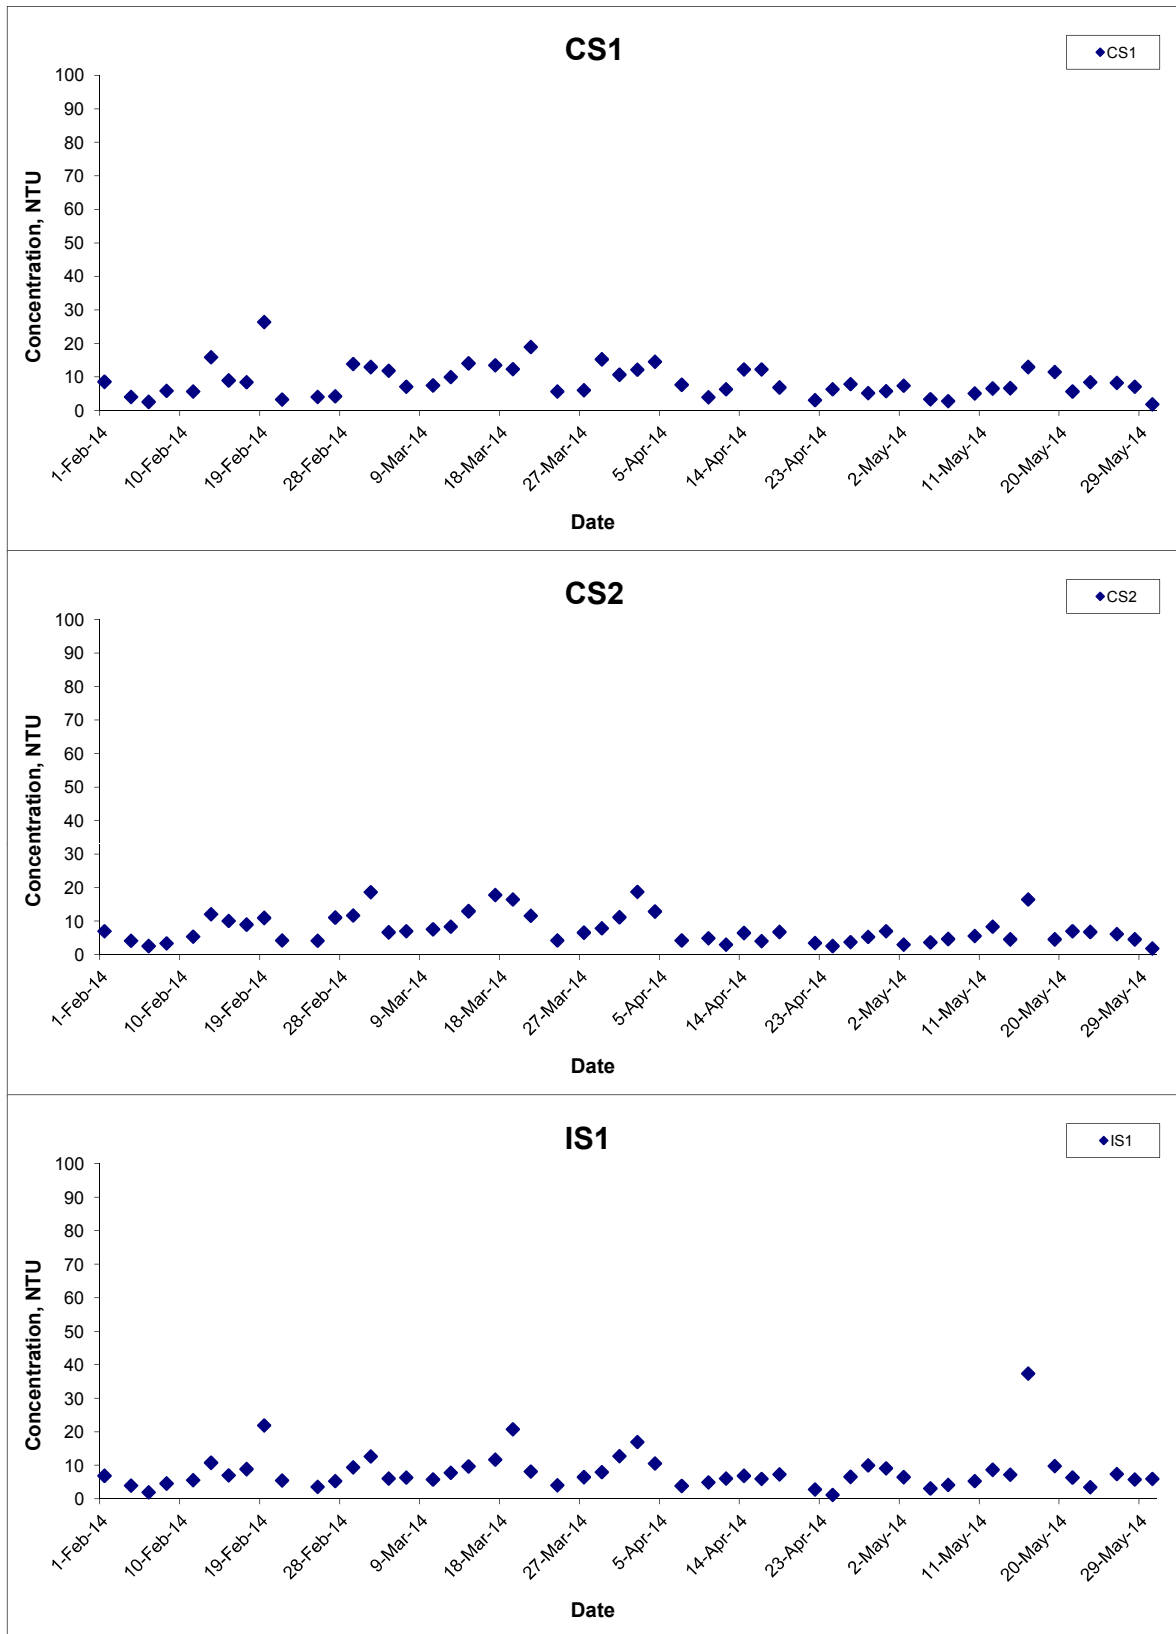 CS1
CS1
100
90
80
70
60
50
40
30
20
10
0
Concentration, NTU
1-Feb-14
10-Feb-14
19-Feb-14
28-Feb-14
9-Mar-14
18-Mar-14
27-Mar-14
5-Apr-14
14-Apr-14
23-Apr-14
2-May-14
11-May-14
20-May-14
29-May-14
Date
CS2
CS2
100
90
80
70
60
50
40
30
20
10
0
Concentration, NTU
1-Feb-14
10-Feb-14
19-Feb-14
28-Feb-14
9-Mar-14
18-Mar-14
27-Mar-14
5-Apr-14
14-Apr-14
23-Apr-14
2-May-14
11-May-14
20-May-14
29-May-14
Date
IS1
IS1
100
90
80
70
60
50
40
30
20
10
0
Concentration, NTU
1-Feb-14
10-Feb-14
19-Feb-14
28-Feb-14
9-Mar-14
18-Mar-14
27-Mar-14
5-Apr-14
14-Apr-14
23-Apr-14
2-May-14
11-May-14
20-May-14
29-May-14
Date